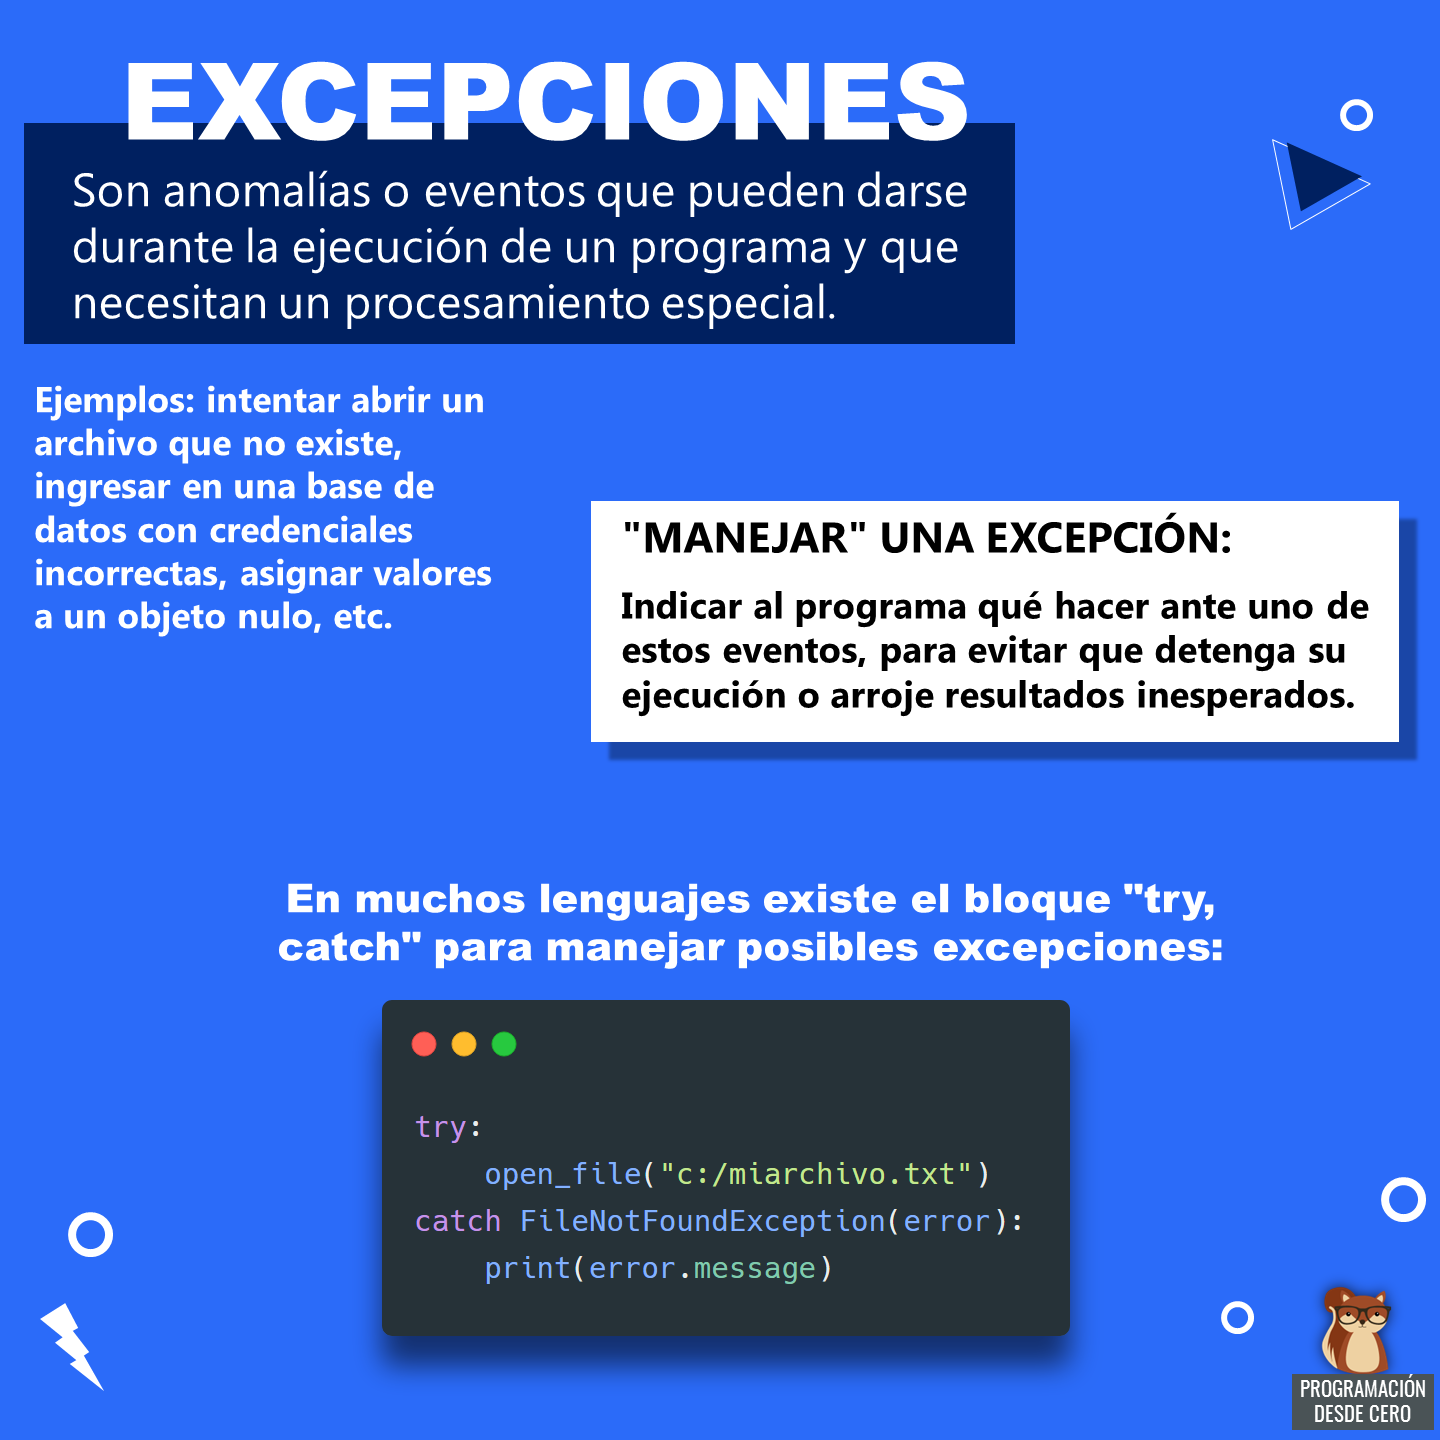 EXCEPCIONES
Son anomalías o eventos que pueden darse
durante la ejecución de un programa y que
necesitan un procesamiento especial.
Ejemplos: intentar abrir un
archivo que no existe,
ingresar en una base de
datos con credenciales
incorrectas, asignar valores
a un objeto nulo, etc.
"MANEJAR" UNA EXCEPCIÓN:
Indicar al programa qué hacer ante uno de
estos eventos, para evitar que detenga su
ejecución o arroje resultados inesperados.
En muchos lenguajes existe el bloque "try,
catch" para manejar posibles excepciones:
try:
    open_file("c:/miarchivo.txt")
catch FileNotFoundException(error):
    print(error.message)
PROGRAMACIÓN
DESDE CERO